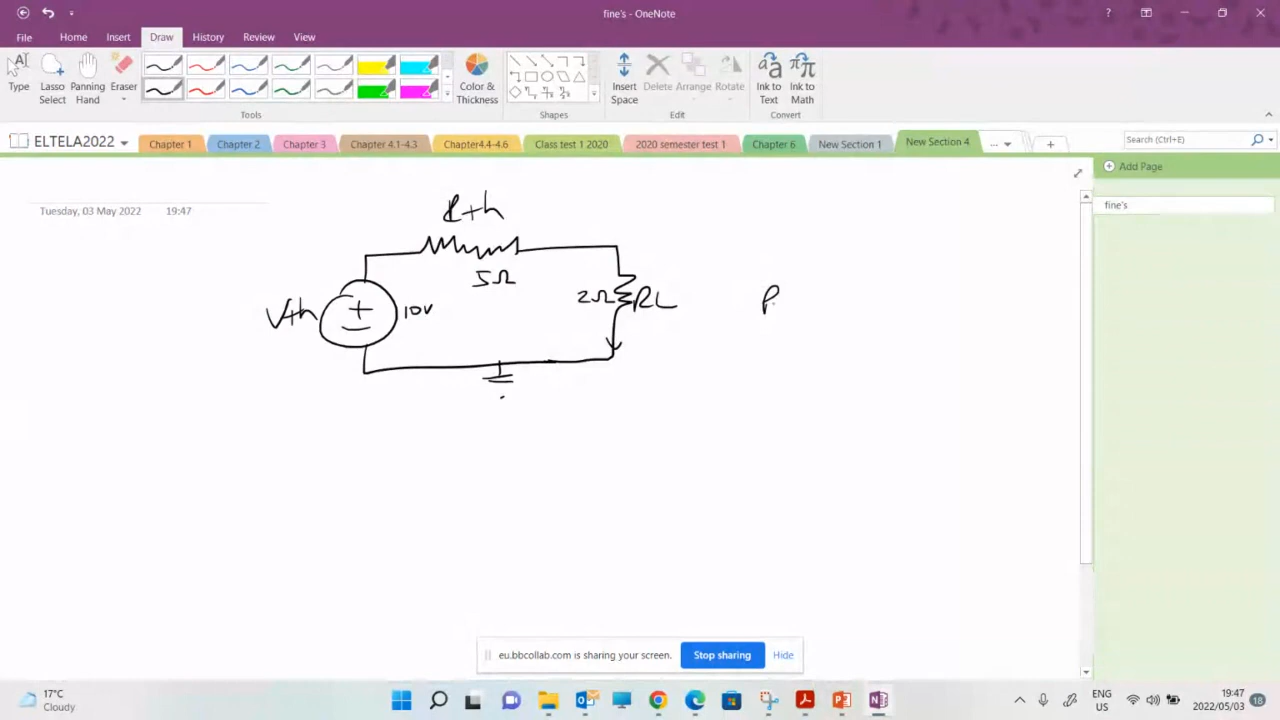 fine's - OneNote
File Home Insert Draw History Review View
Type
Lasso Select
Panning Hand
Eraser
Color & Thickness
Insert Space
Delete
Arrange
Rotate
Ink to Text
Ink to Math
Tools
Shapes
Edit
Convert
ELTELA2022
Chapter 1
Chapter 2
Chapter 3
Chapter 4.1-4.3
Chapter4.4-4.6
Class test 1 2020
2020 semester test 1
Chapter 6
New Section 1
New Section 4
...
Search (Ctrl+E)
Add Page
fine's
Tuesday, 03 May 2022 19:47
Rth
5Ω
Vth
+
10V
2Ω
RL
P
eu.bbcollab.com is sharing your screen.
Stop sharing
Hide
17°C
Cloudy
ENG
US
19:47
2022/05/03
18